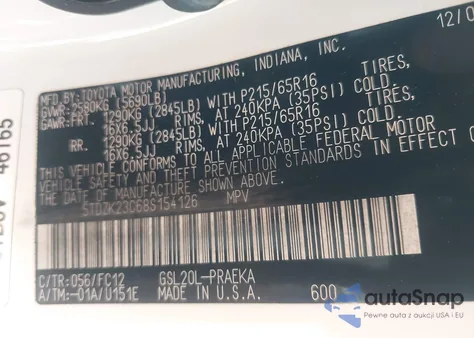 12/0
MFD. BY: TOYOTA MOTOR MANUFACTURING, INDIANA, INC.
GVWR: 2580KG (5690LB)
GAWR: FRT. 1290KG (2845LB) WITH P215/65R16 TIRES,
16X6.5JJ RIMS, AT 240KPA (35PSI) COLD.
RR. 1290KG (2845LB) WITH P215/65R16 TIRES,
16X6.5JJ RIMS, AT 240KPA (35PSI) COLD.
THIS VEHICLE CONFORMS TO ALL APPLICABLE FEDERAL MOTOR
VEHICLE SAFETY AND THEFT PREVENTION STANDARDS IN EFFECT O
THE DATE OF
5TDZK23C68S154126 MPV
C/TR: 056/FC12 GSL20L-PRAEKA
A/TM: -01A/U151E MADE IN U.S.A. 600
46165
autoSnap
Pewne auta z aukcji USA i EU